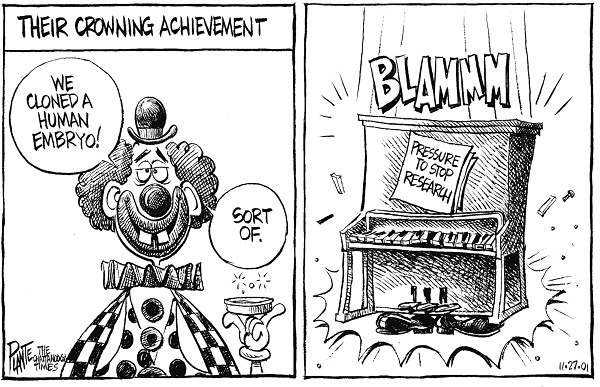 THEIR CROWNING ACHIEVEMENT
WE
CLONED A
HUMAN
EMBRYO!
SORT
OF.
PLANTE THE
CHATTANOOGA
TIMES
BLAMMM
PRESSURE
TO STOP
RESEARCH
11.27.01